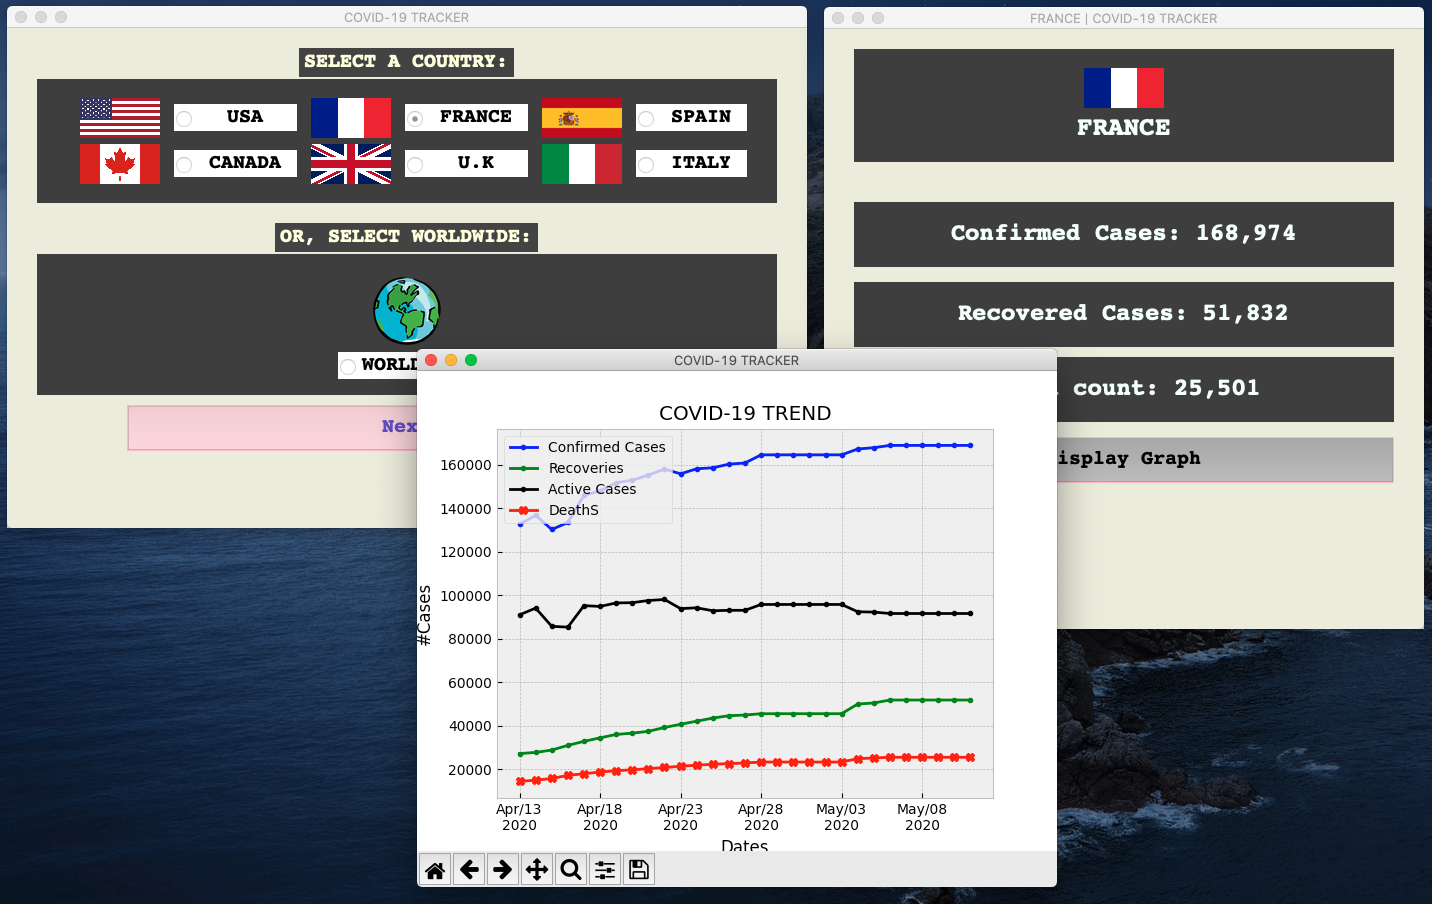 COVID-19 TRACKER
SELECT A COUNTRY:
USA
FRANCE
SPAIN
CANADA
U.K
ITALY
OR, SELECT WORLDWIDE:
Display Graph
FRANCE | COVID-19 TRACKER
FRANCE
Confirmed Cases: 168,974
Recovered Cases: 51,832
count: 25,501
COVID-19 TRACKER
COVID-19 TREND
Confirmed Cases
Recoveries
Active Cases
DeathS
160000
140000
120000
100000
80000
60000
40000
20000
#Cases
Apr/13
2020
Apr/18
2020
Apr/23
2020
Apr/28
2020
May/03
2020
May/08
2020
Dates